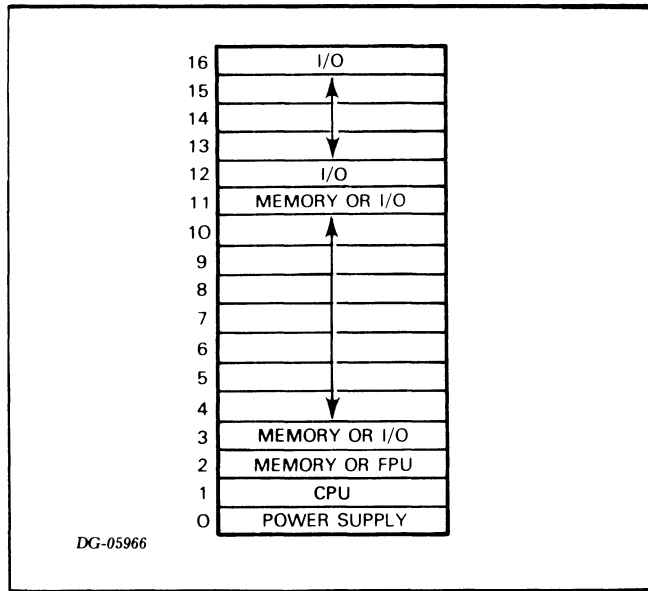 16 I/O
15
14
13
12 I/O
11 MEMORY OR I/O
10
9
8
7
6
5
4
3 MEMORY OR I/O
2 MEMORY OR FPU
1 CPU
0 POWER SUPPLY
DG-05966